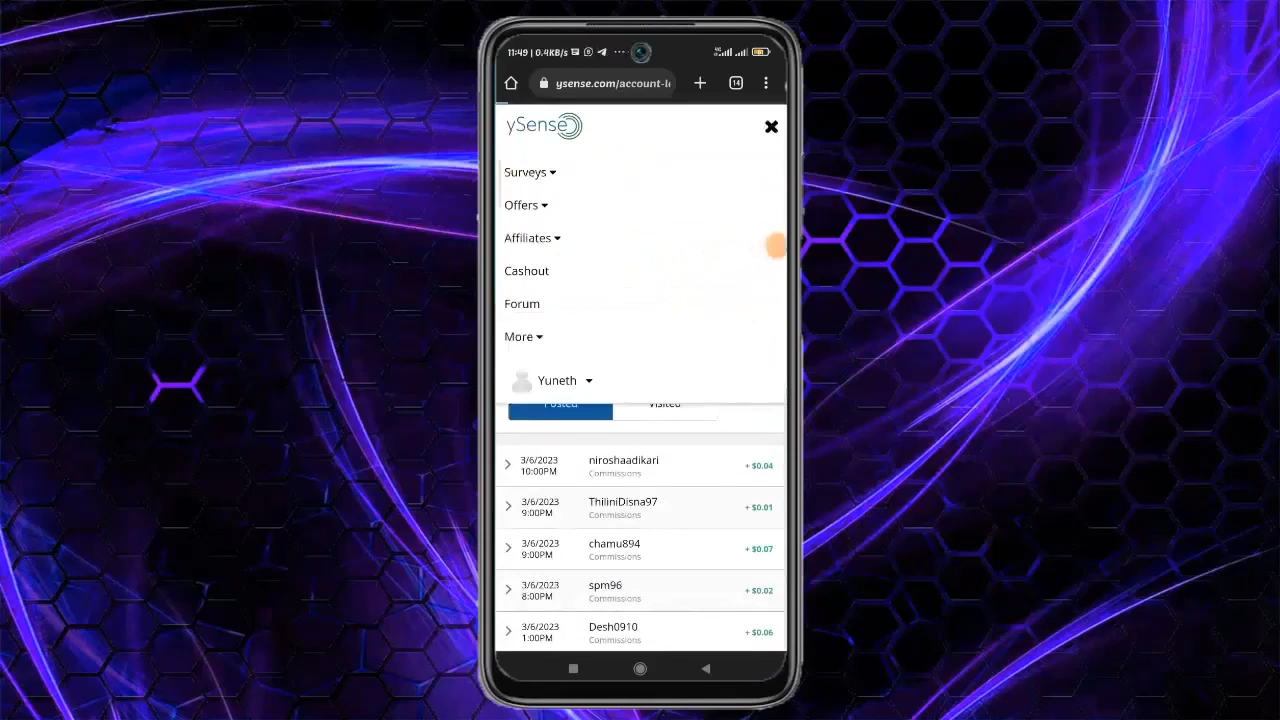 11:49 | 0.4KB/s
4G
ysense.com/account-l
14
ySense
Surveys
Offers
Affiliates
Cashout
Forum
More
Yuneth
Posted Visited
3/6/2023 niroshaadikari
10:00PM Commissions + $0.04
3/6/2023 ThiliniDisna97
9:00PM Commissions + $0.01
3/6/2023 chamu894
9:00PM Commissions + $0.07
3/6/2023 spm96
8:00PM Commissions + $0.02
3/6/2023 Desh0910
1:00PM Commissions + $0.06